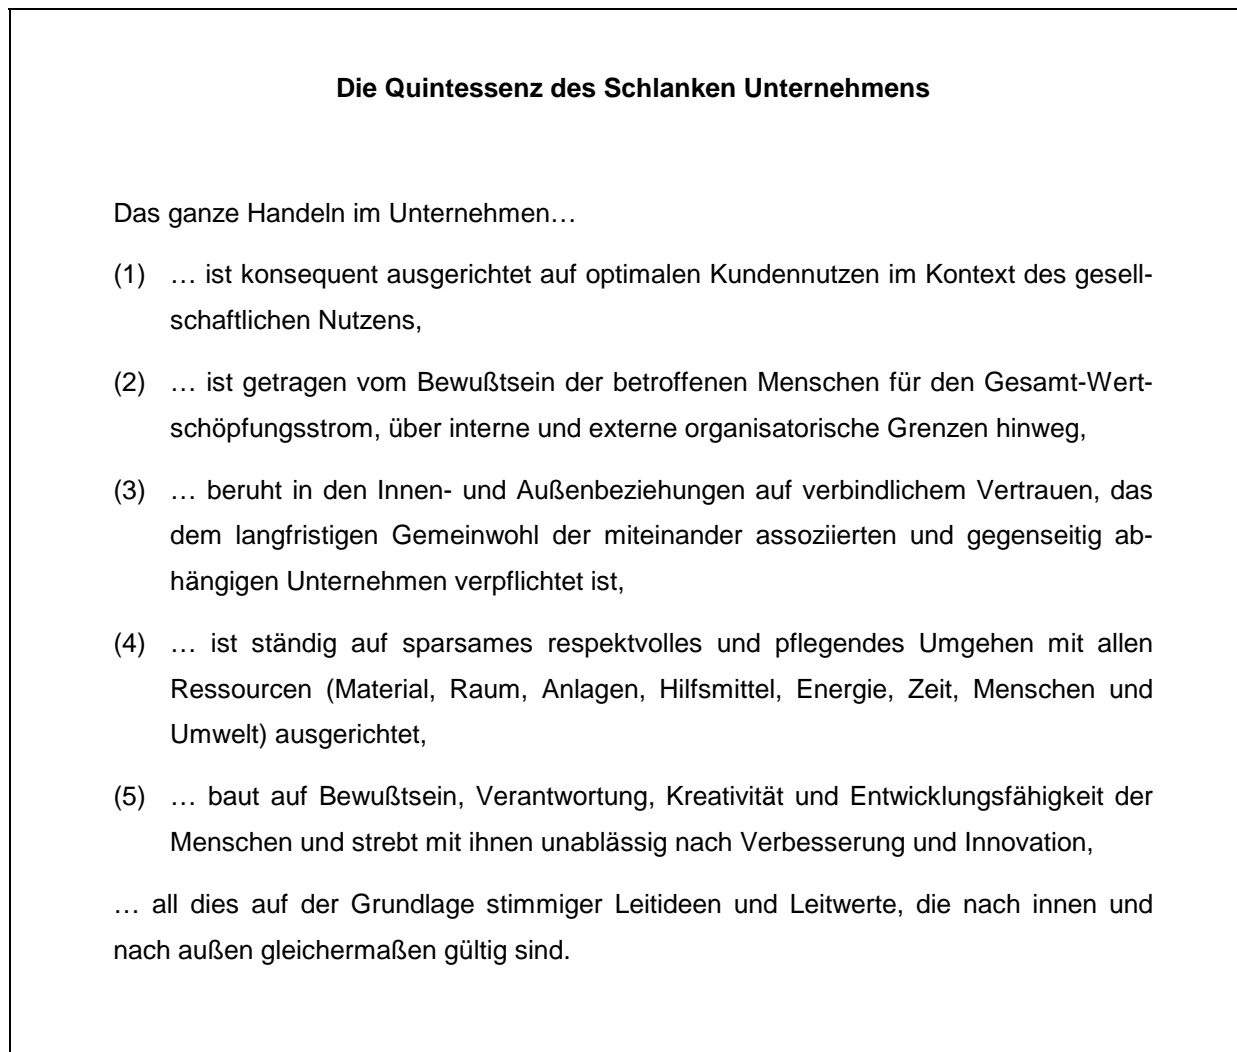 Die Quintessenz des Schlanken Unternehmens
Das ganze Handeln im Unternehmen…
(1) … ist konsequent ausgerichtet auf optimalen Kundennutzen im Kontext des gesell-
schaftlichen Nutzens,
(2) … ist getragen vom Bewußtsein der betroffenen Menschen für den Gesamt-Wert-
schöpfungsstrom, über interne und externe organisatorische Grenzen hinweg,
(3) … beruht in den Innen- und Außenbeziehungen auf verbindlichem Vertrauen, das
dem langfristigen Gemeinwohl der miteinander assoziierten und gegenseitig ab-
hängigen Unternehmen verpflichtet ist,
(4) … ist ständig auf sparsames respektvolles und pflegendes Umgehen mit allen
Ressourcen (Material, Raum, Anlagen, Hilfsmittel, Energie, Zeit, Menschen und
Umwelt) ausgerichtet,
(5) … baut auf Bewußtsein, Verantwortung, Kreativität und Entwicklungsfähigkeit der
Menschen und strebt mit ihnen unablässig nach Verbesserung und Innovation,
… all dies auf der Grundlage stimmiger Leitideen und Leitwerte, die nach innen und
nach außen gleichermaßen gültig sind.